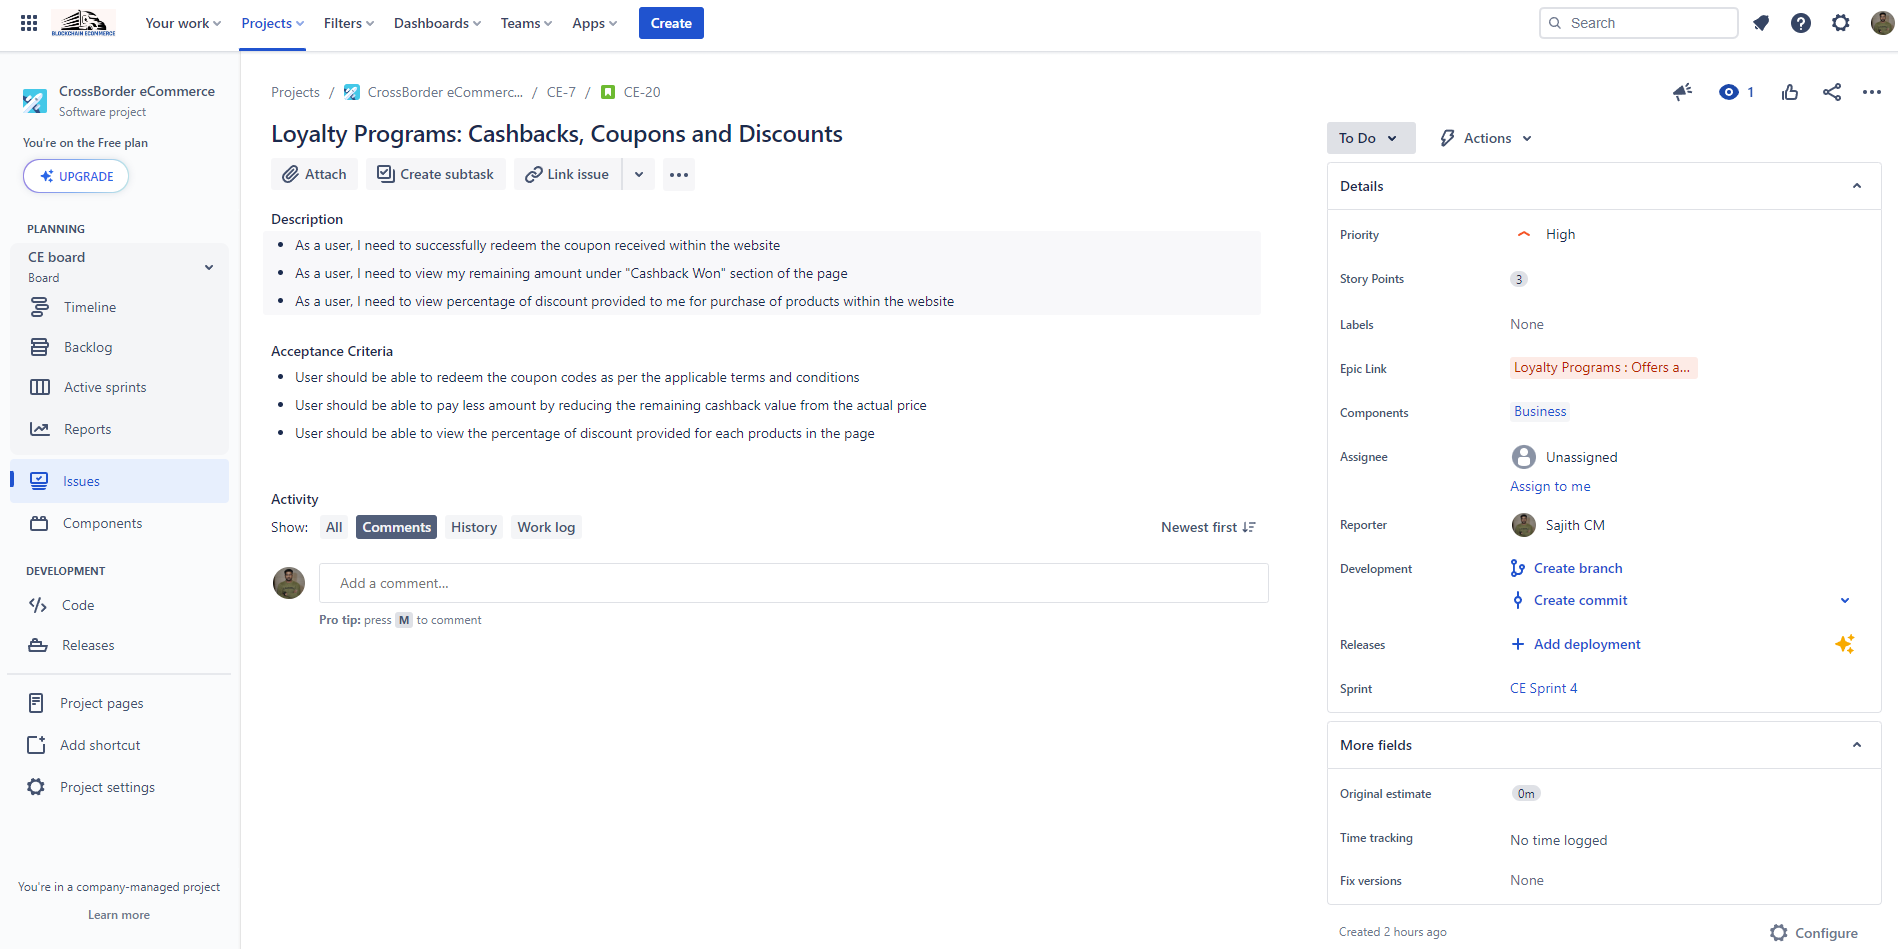 BLOCKCHAIN ECOMMERCE
Your work Projects Filters Dashboards Teams Apps Create Search
CrossBorder eCommerce
Software project
You're on the Free plan
UPGRADE
PLANNING
CE board
Board
Timeline
Backlog
Active sprints
Reports
Issues
Components
DEVELOPMENT
Code
Releases
Project pages
Add shortcut
Project settings
You're in a company-managed project
Learn more
Projects / CrossBorder eCommerc... / CE-7 / CE-20
1
Loyalty Programs: Cashbacks, Coupons and Discounts
Attach Create subtask Link issue
Description
• As a user, I need to successfully redeem the coupon received within the website
• As a user, I need to view my remaining amount under "Cashback Won" section of the page
• As a user, I need to view percentage of discount provided to me for purchase of products within the website
Acceptance Criteria
• User should be able to redeem the coupon codes as per the applicable terms and conditions
• User should be able to pay less amount by reducing the remaining cashback value from the actual price
• User should be able to view the percentage of discount provided for each products in the page
Activity
Show: All Comments History Work log Newest first
Add a comment...
Pro tip: press M to comment
To Do Actions
Details
Priority High
Story Points 3
Labels None
Epic Link Loyalty Programs : Offers a...
Components Business
Assignee Unassigned
Assign to me
Reporter Sajith CM
Development Create branch
Create commit
Releases Add deployment
Sprint CE Sprint 4
More fields
Original estimate 0m
Time tracking No time logged
Fix versions None
Created 2 hours ago Configure